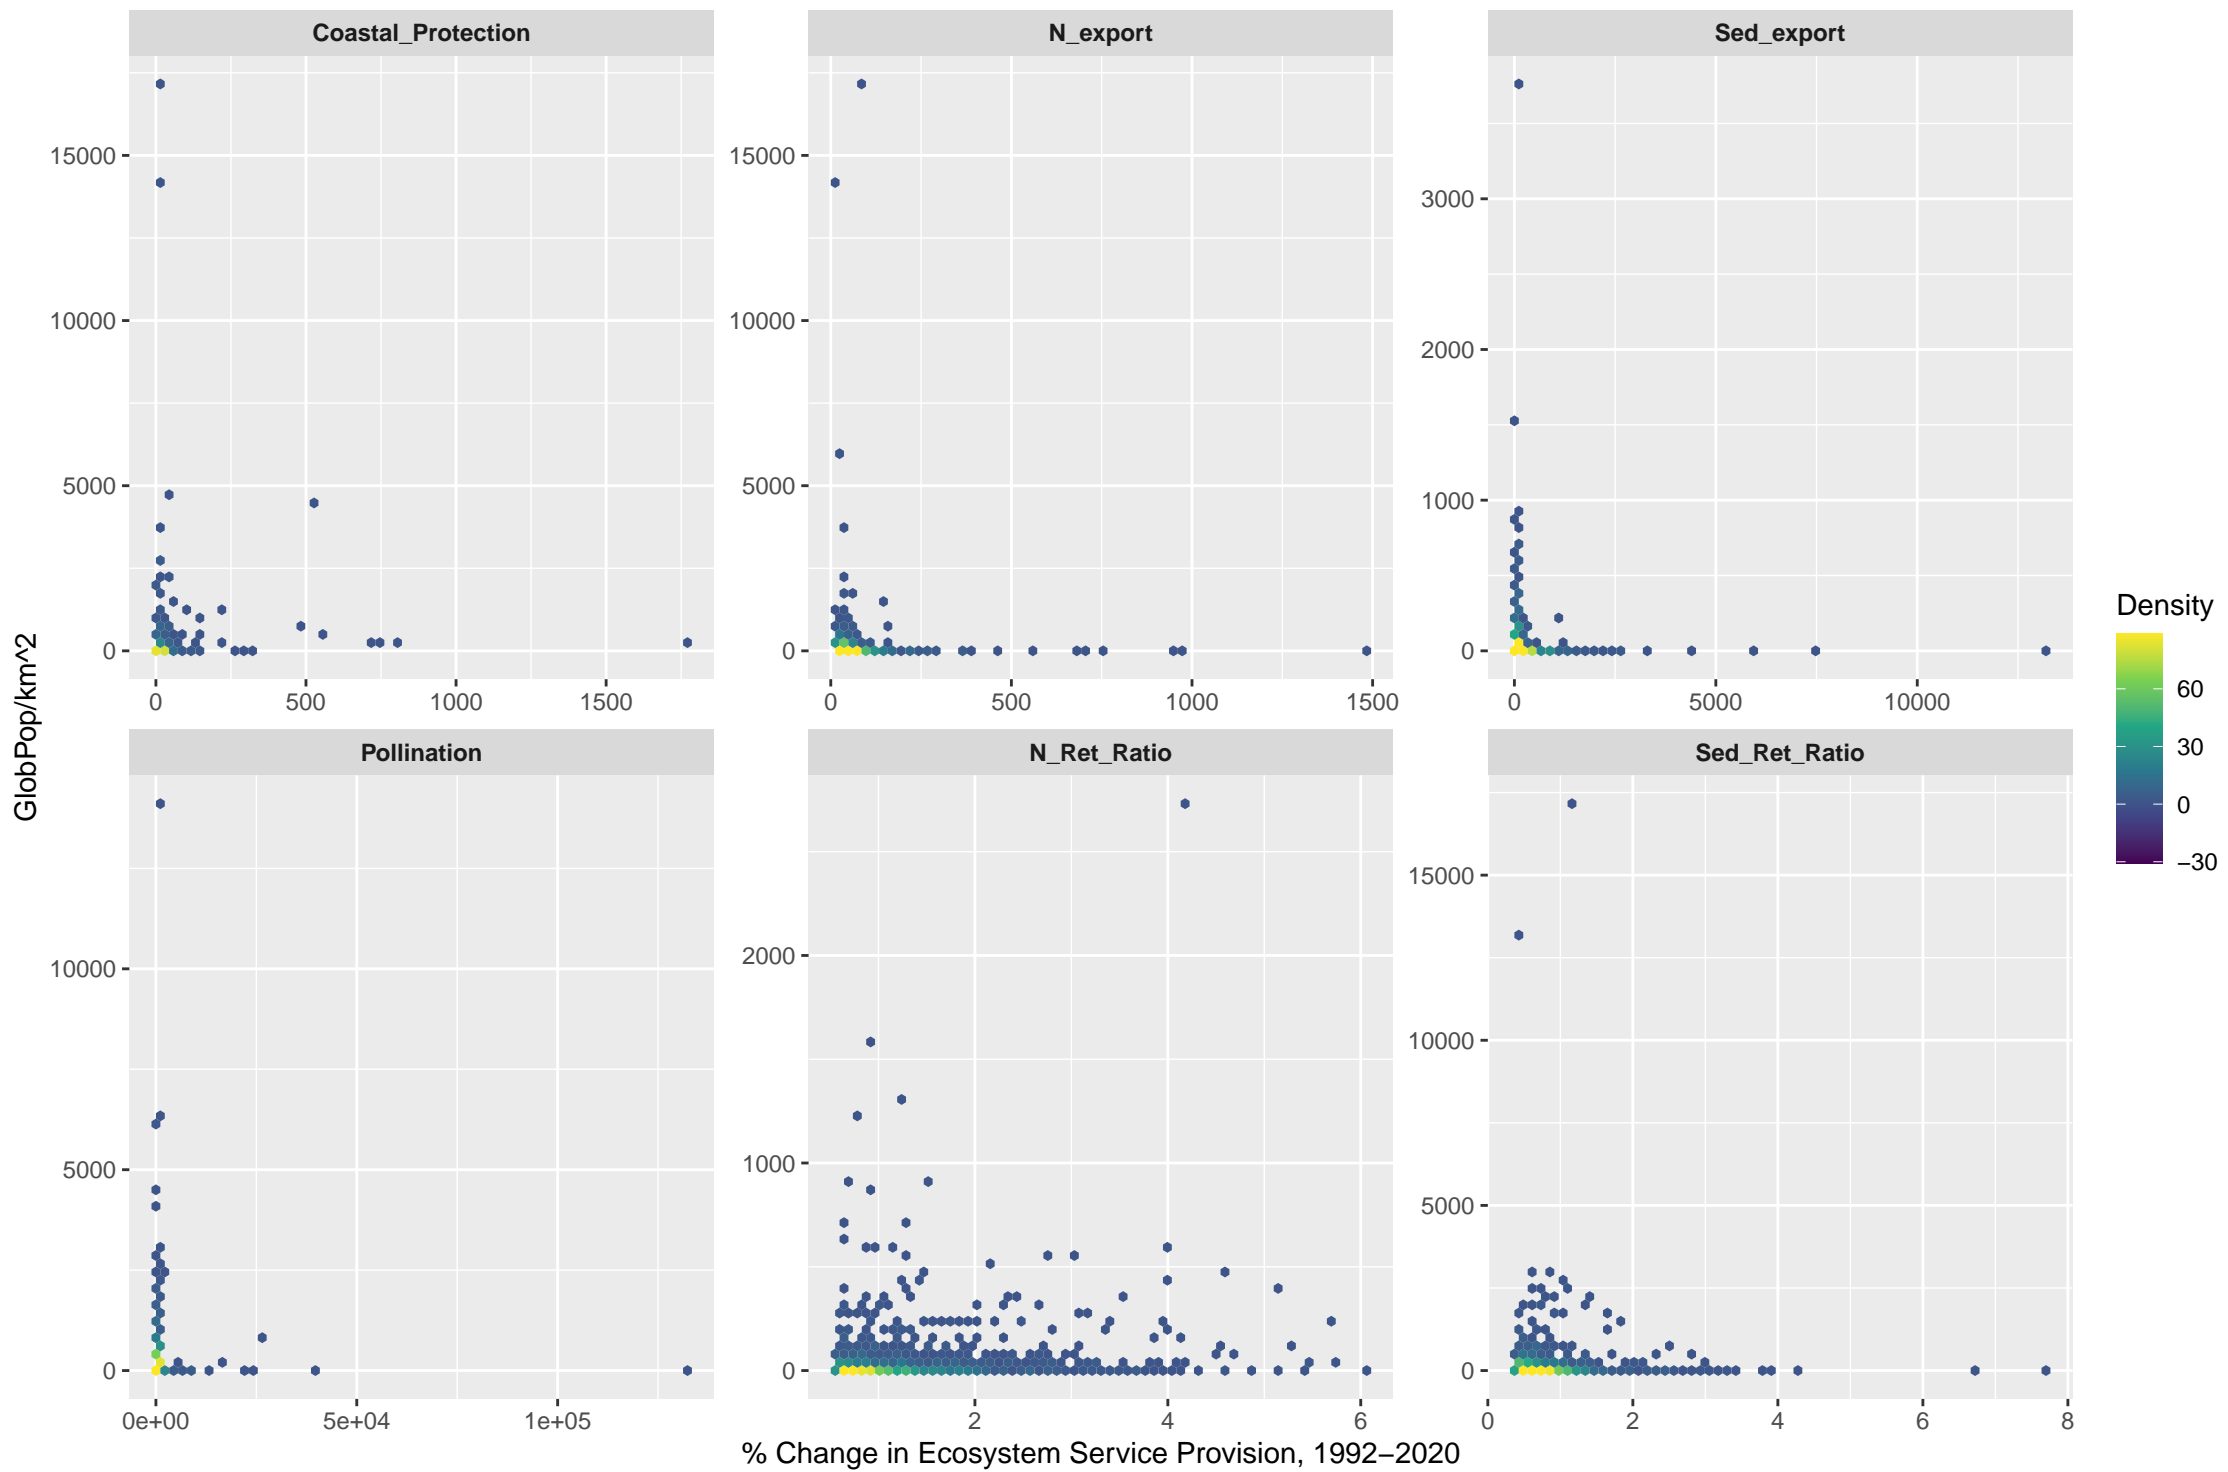 Coastal_Protection N_export Sed_export
15000
10000
5000
0
0 500 1000 1500
15000
10000
5000
0
0 500 1000 1500
3000
2000
1000
0
0 5000 10000
Pollination N_Ret_Ratio Sed_Ret_Ratio
10000
5000
0
0e+00 5e+04 1e+05
2000
1000
0
2 4 6
15000
10000
5000
0
0 2 4 6 8
GlobPop/km^2
% Change in Ecosystem Service Provision, 1992−2020
Density
60
30
0
−30